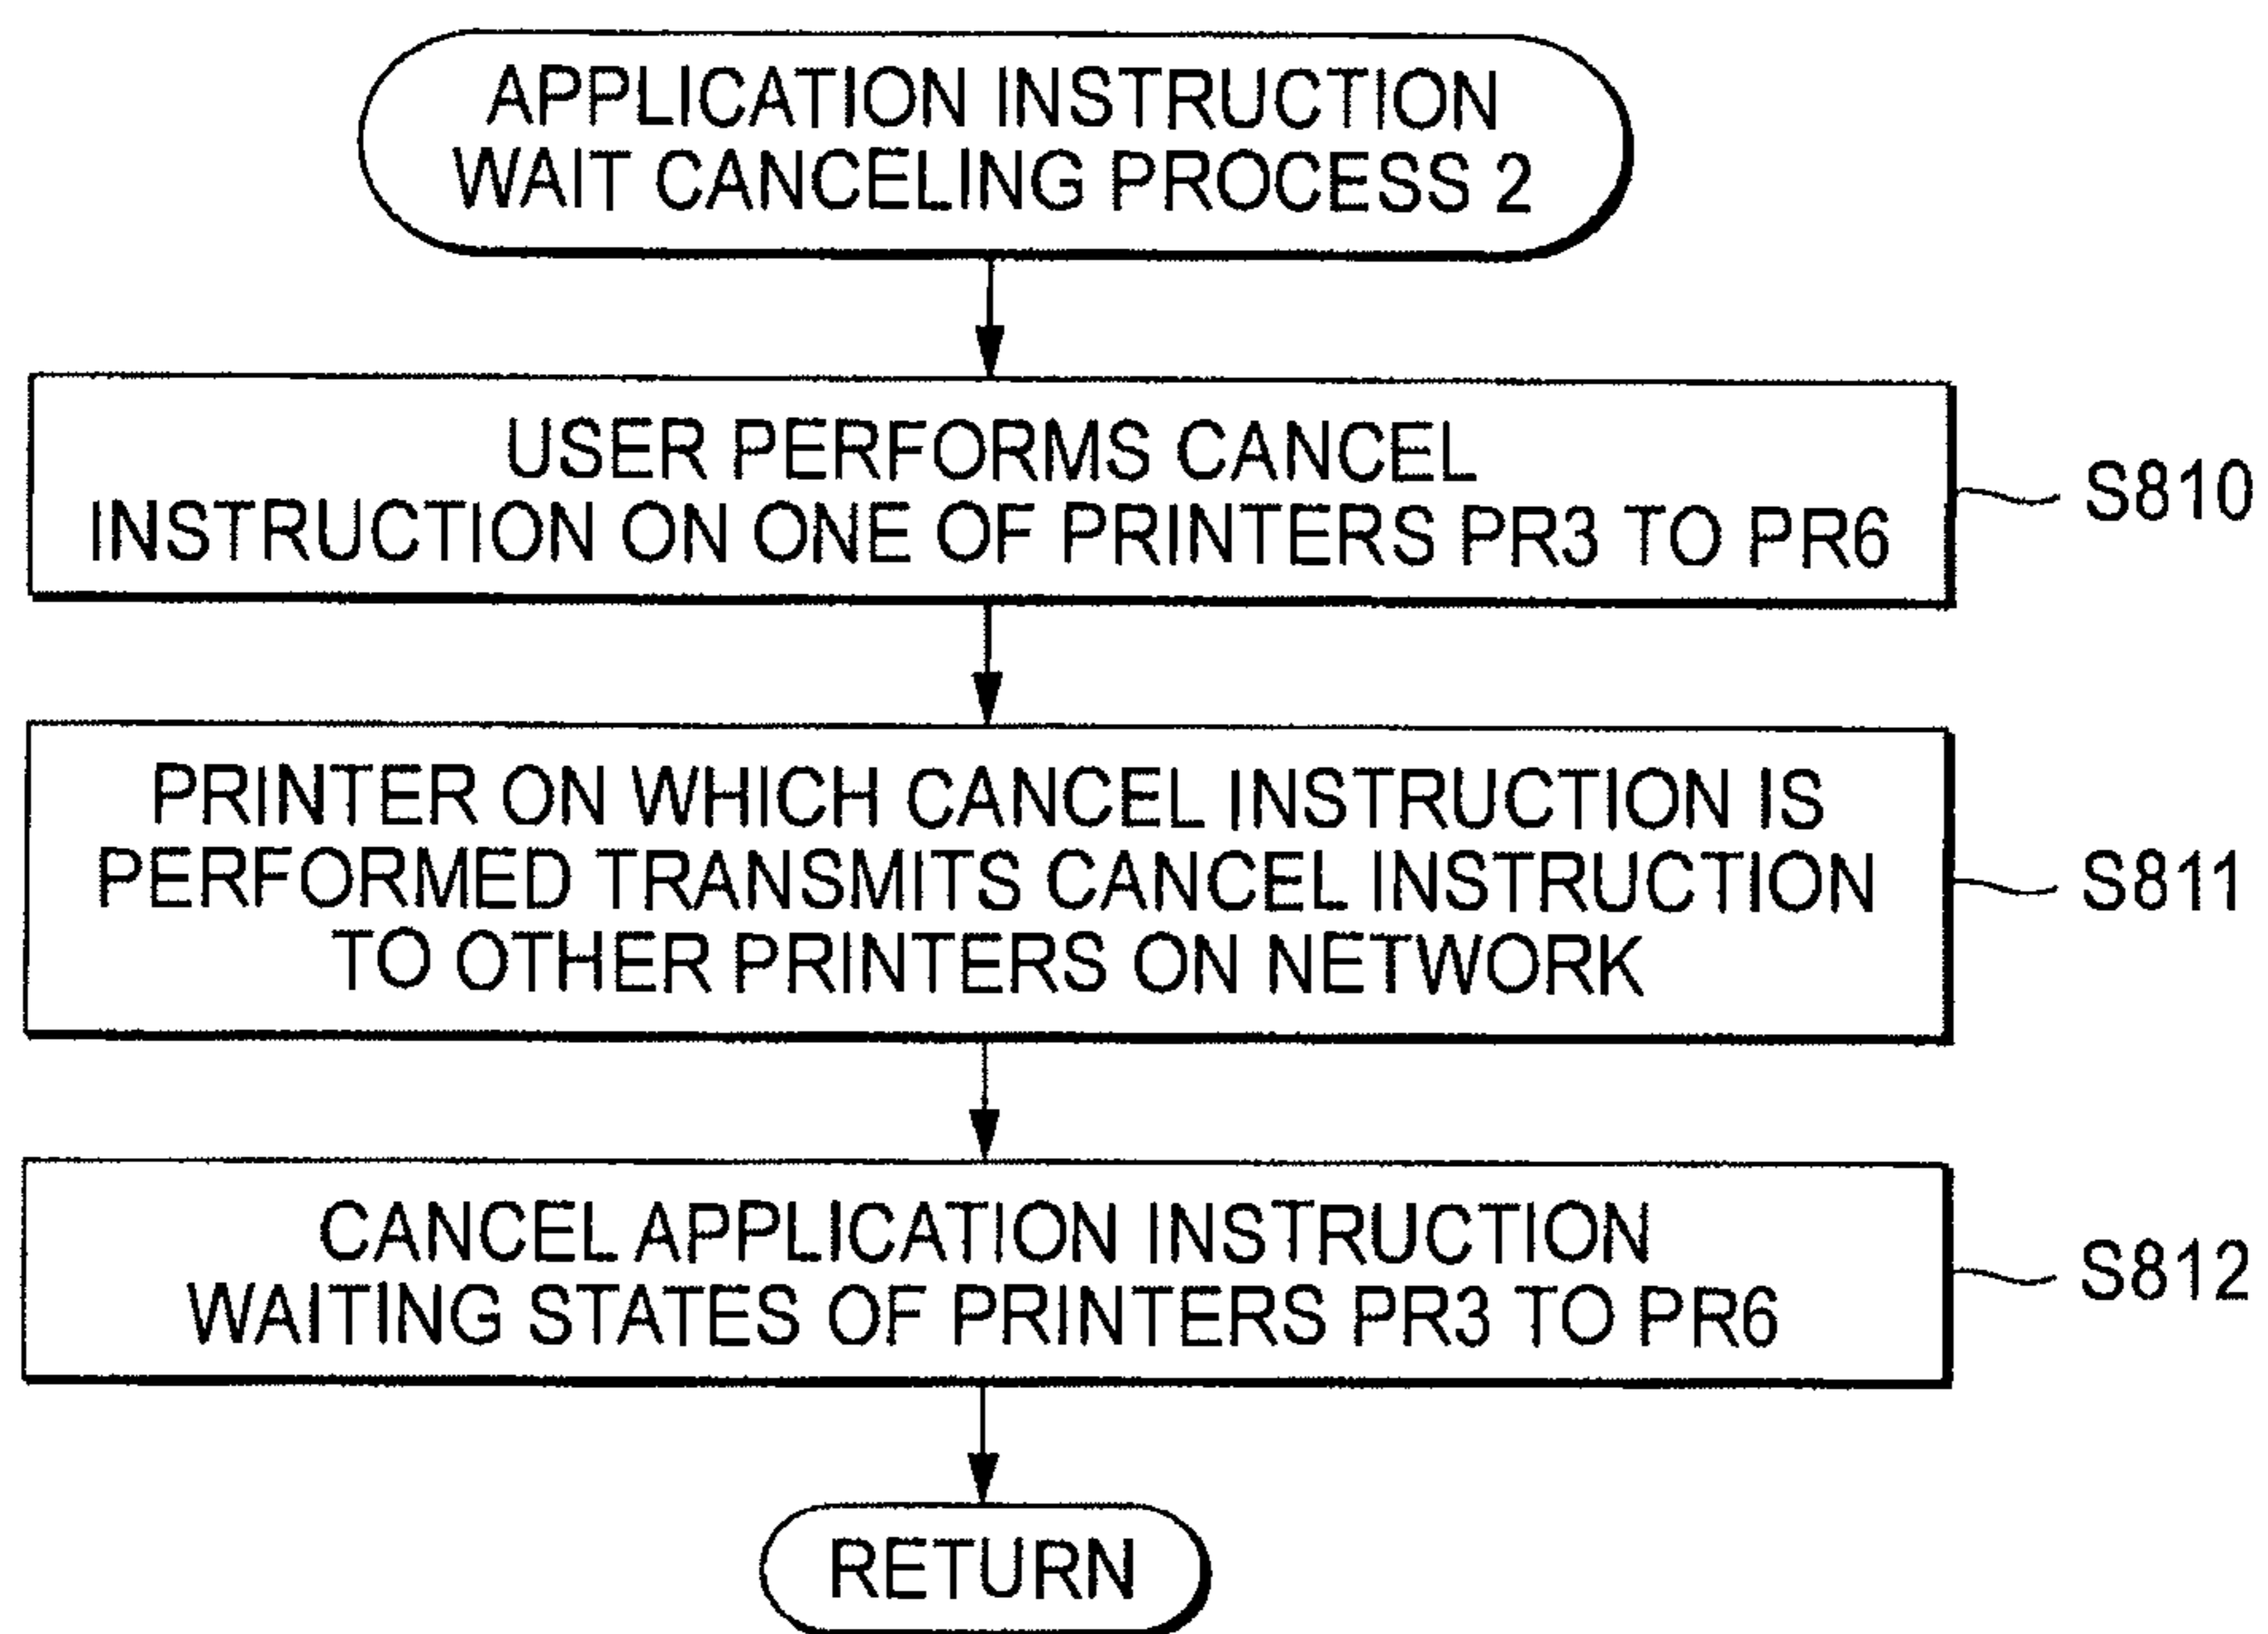 APPLICATION INSTRUCTION
WAIT CANCELING PROCESS 2
USER PERFORMS CANCEL
INSTRUCTION ON ONE OF PRINTERS PR3 TO PR6
S810
PRINTER ON WHICH CANCEL INSTRUCTION IS
PERFORMED TRANSMITS CANCEL INSTRUCTION
TO OTHER PRINTERS ON NETWORK
S811
CANCEL APPLICATION INSTRUCTION
WAITING STATES OF PRINTERS PR3 TO PR6
S812
RETURN